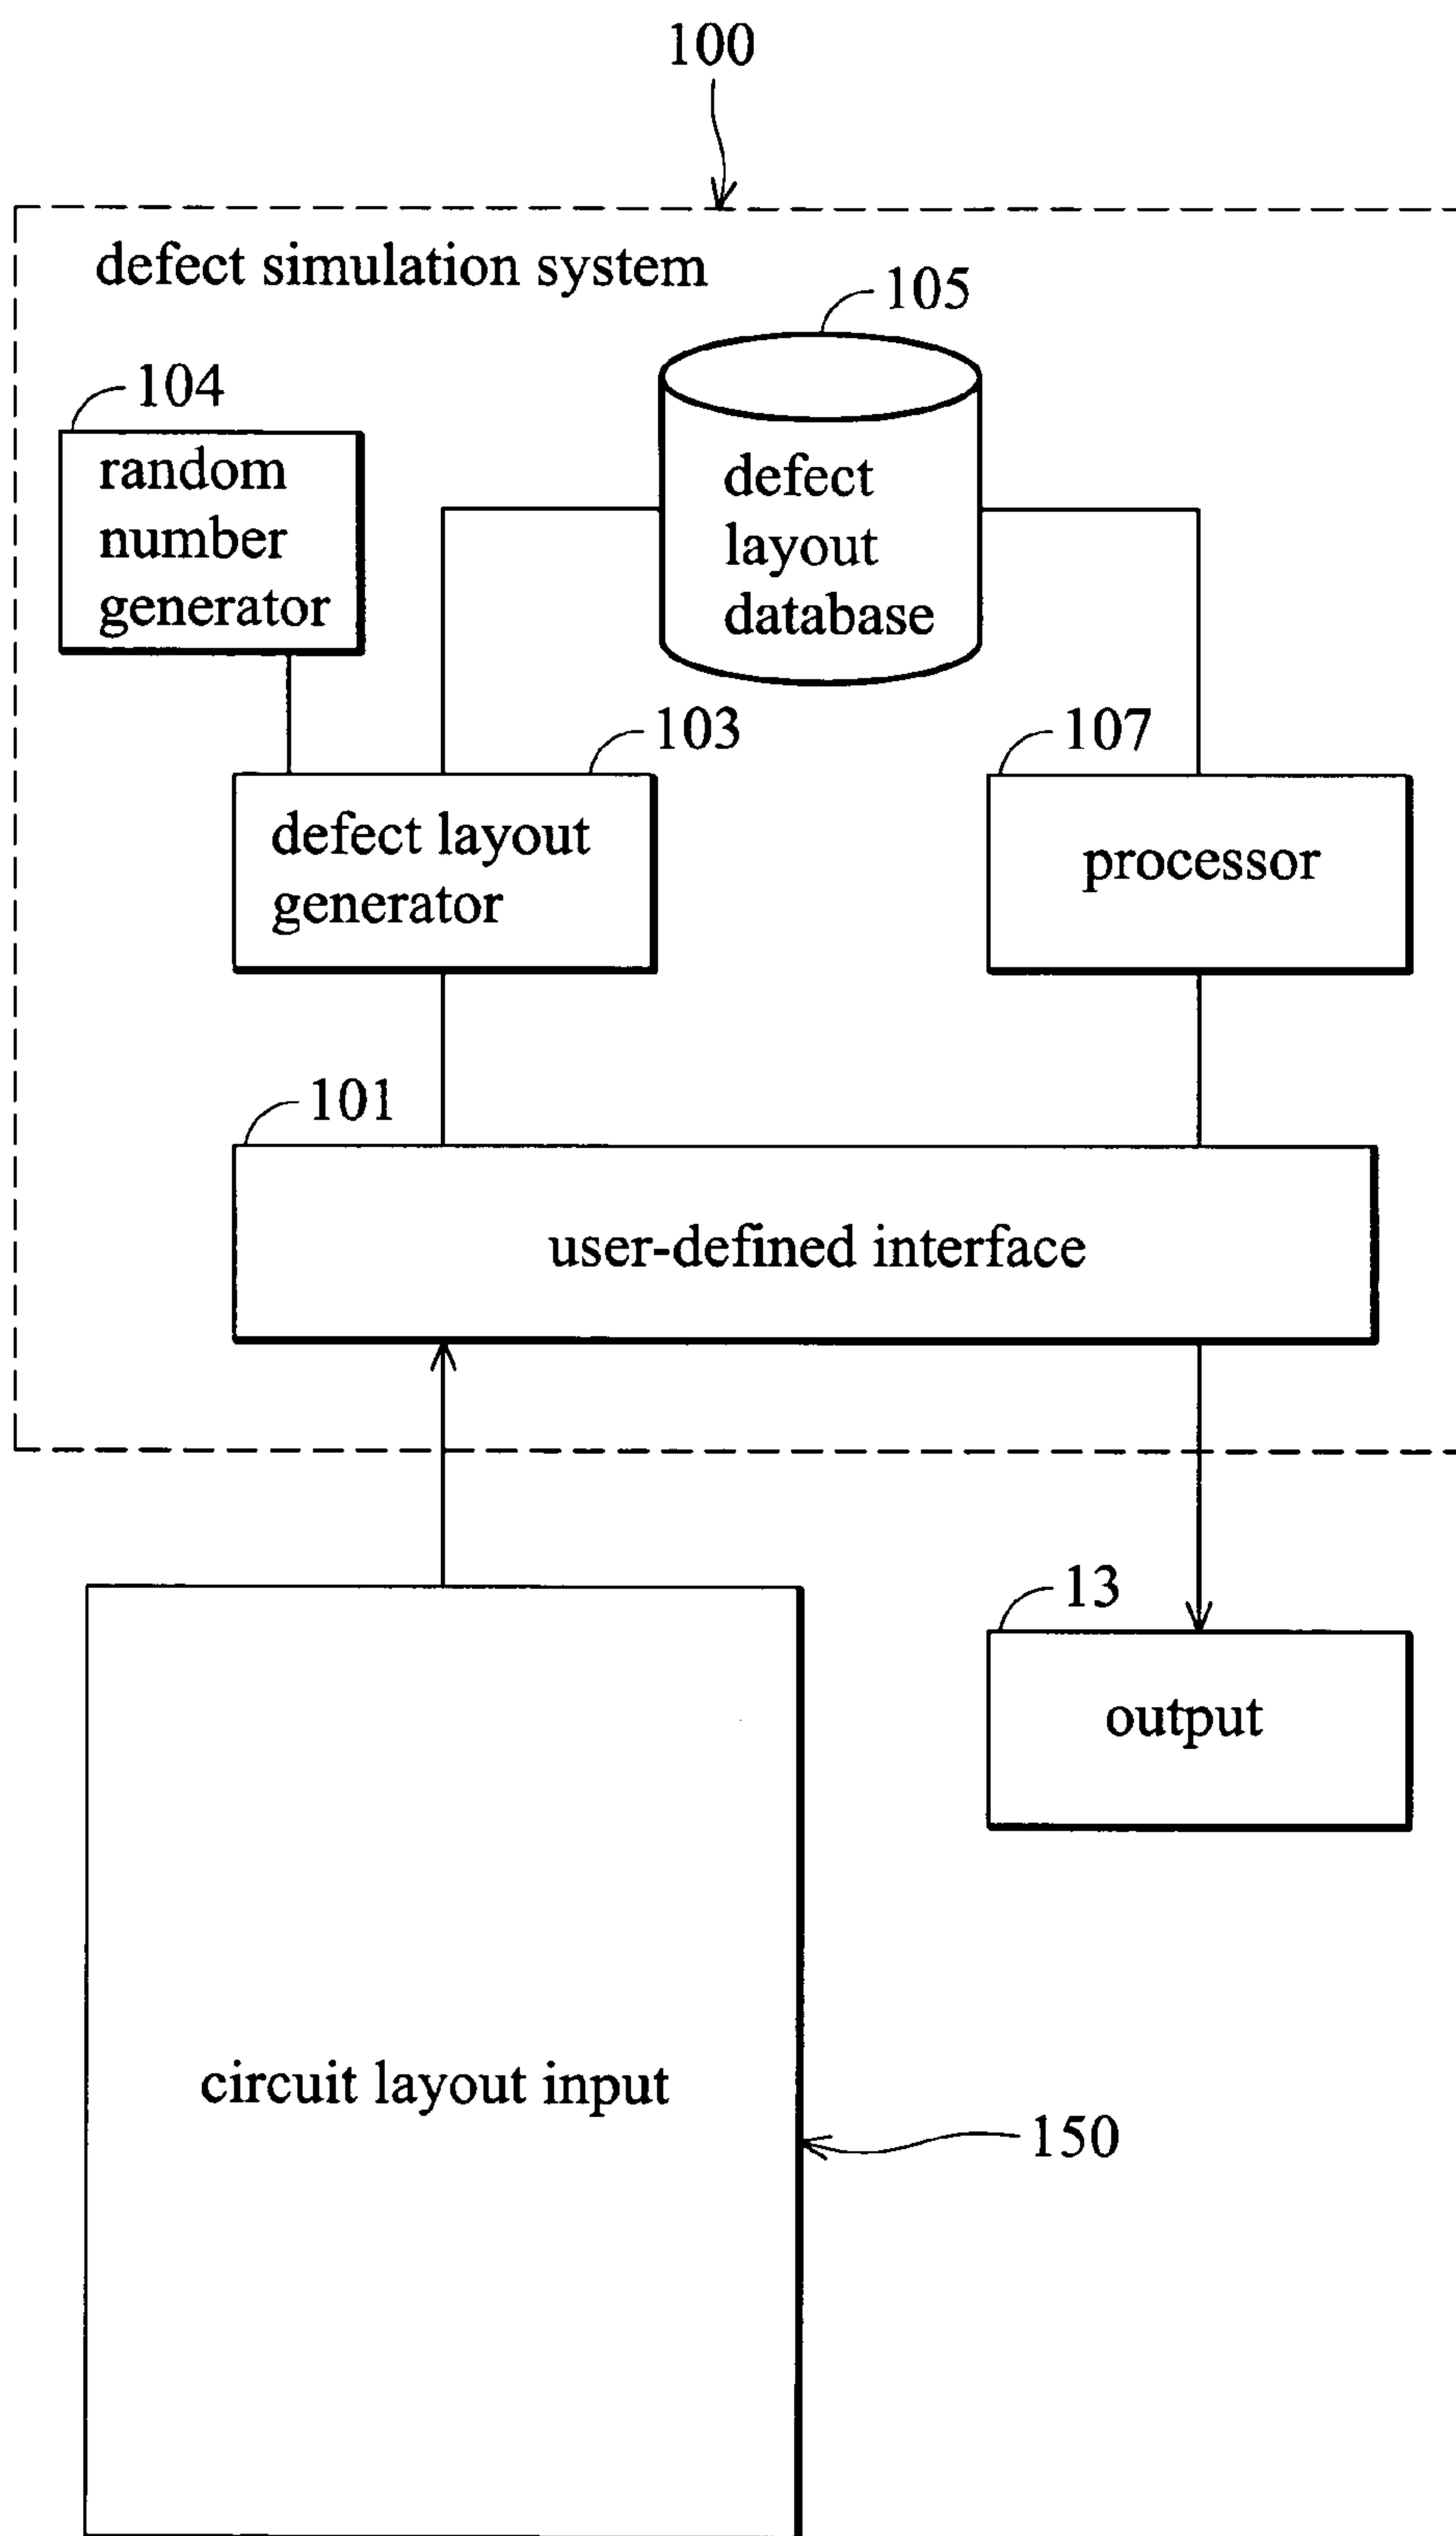 100
defect simulation system
105
104
random
number
generator
defect
layout
database
103
107
defect layout
generator
processor
101
user-defined interface
13
output
circuit layout input
150